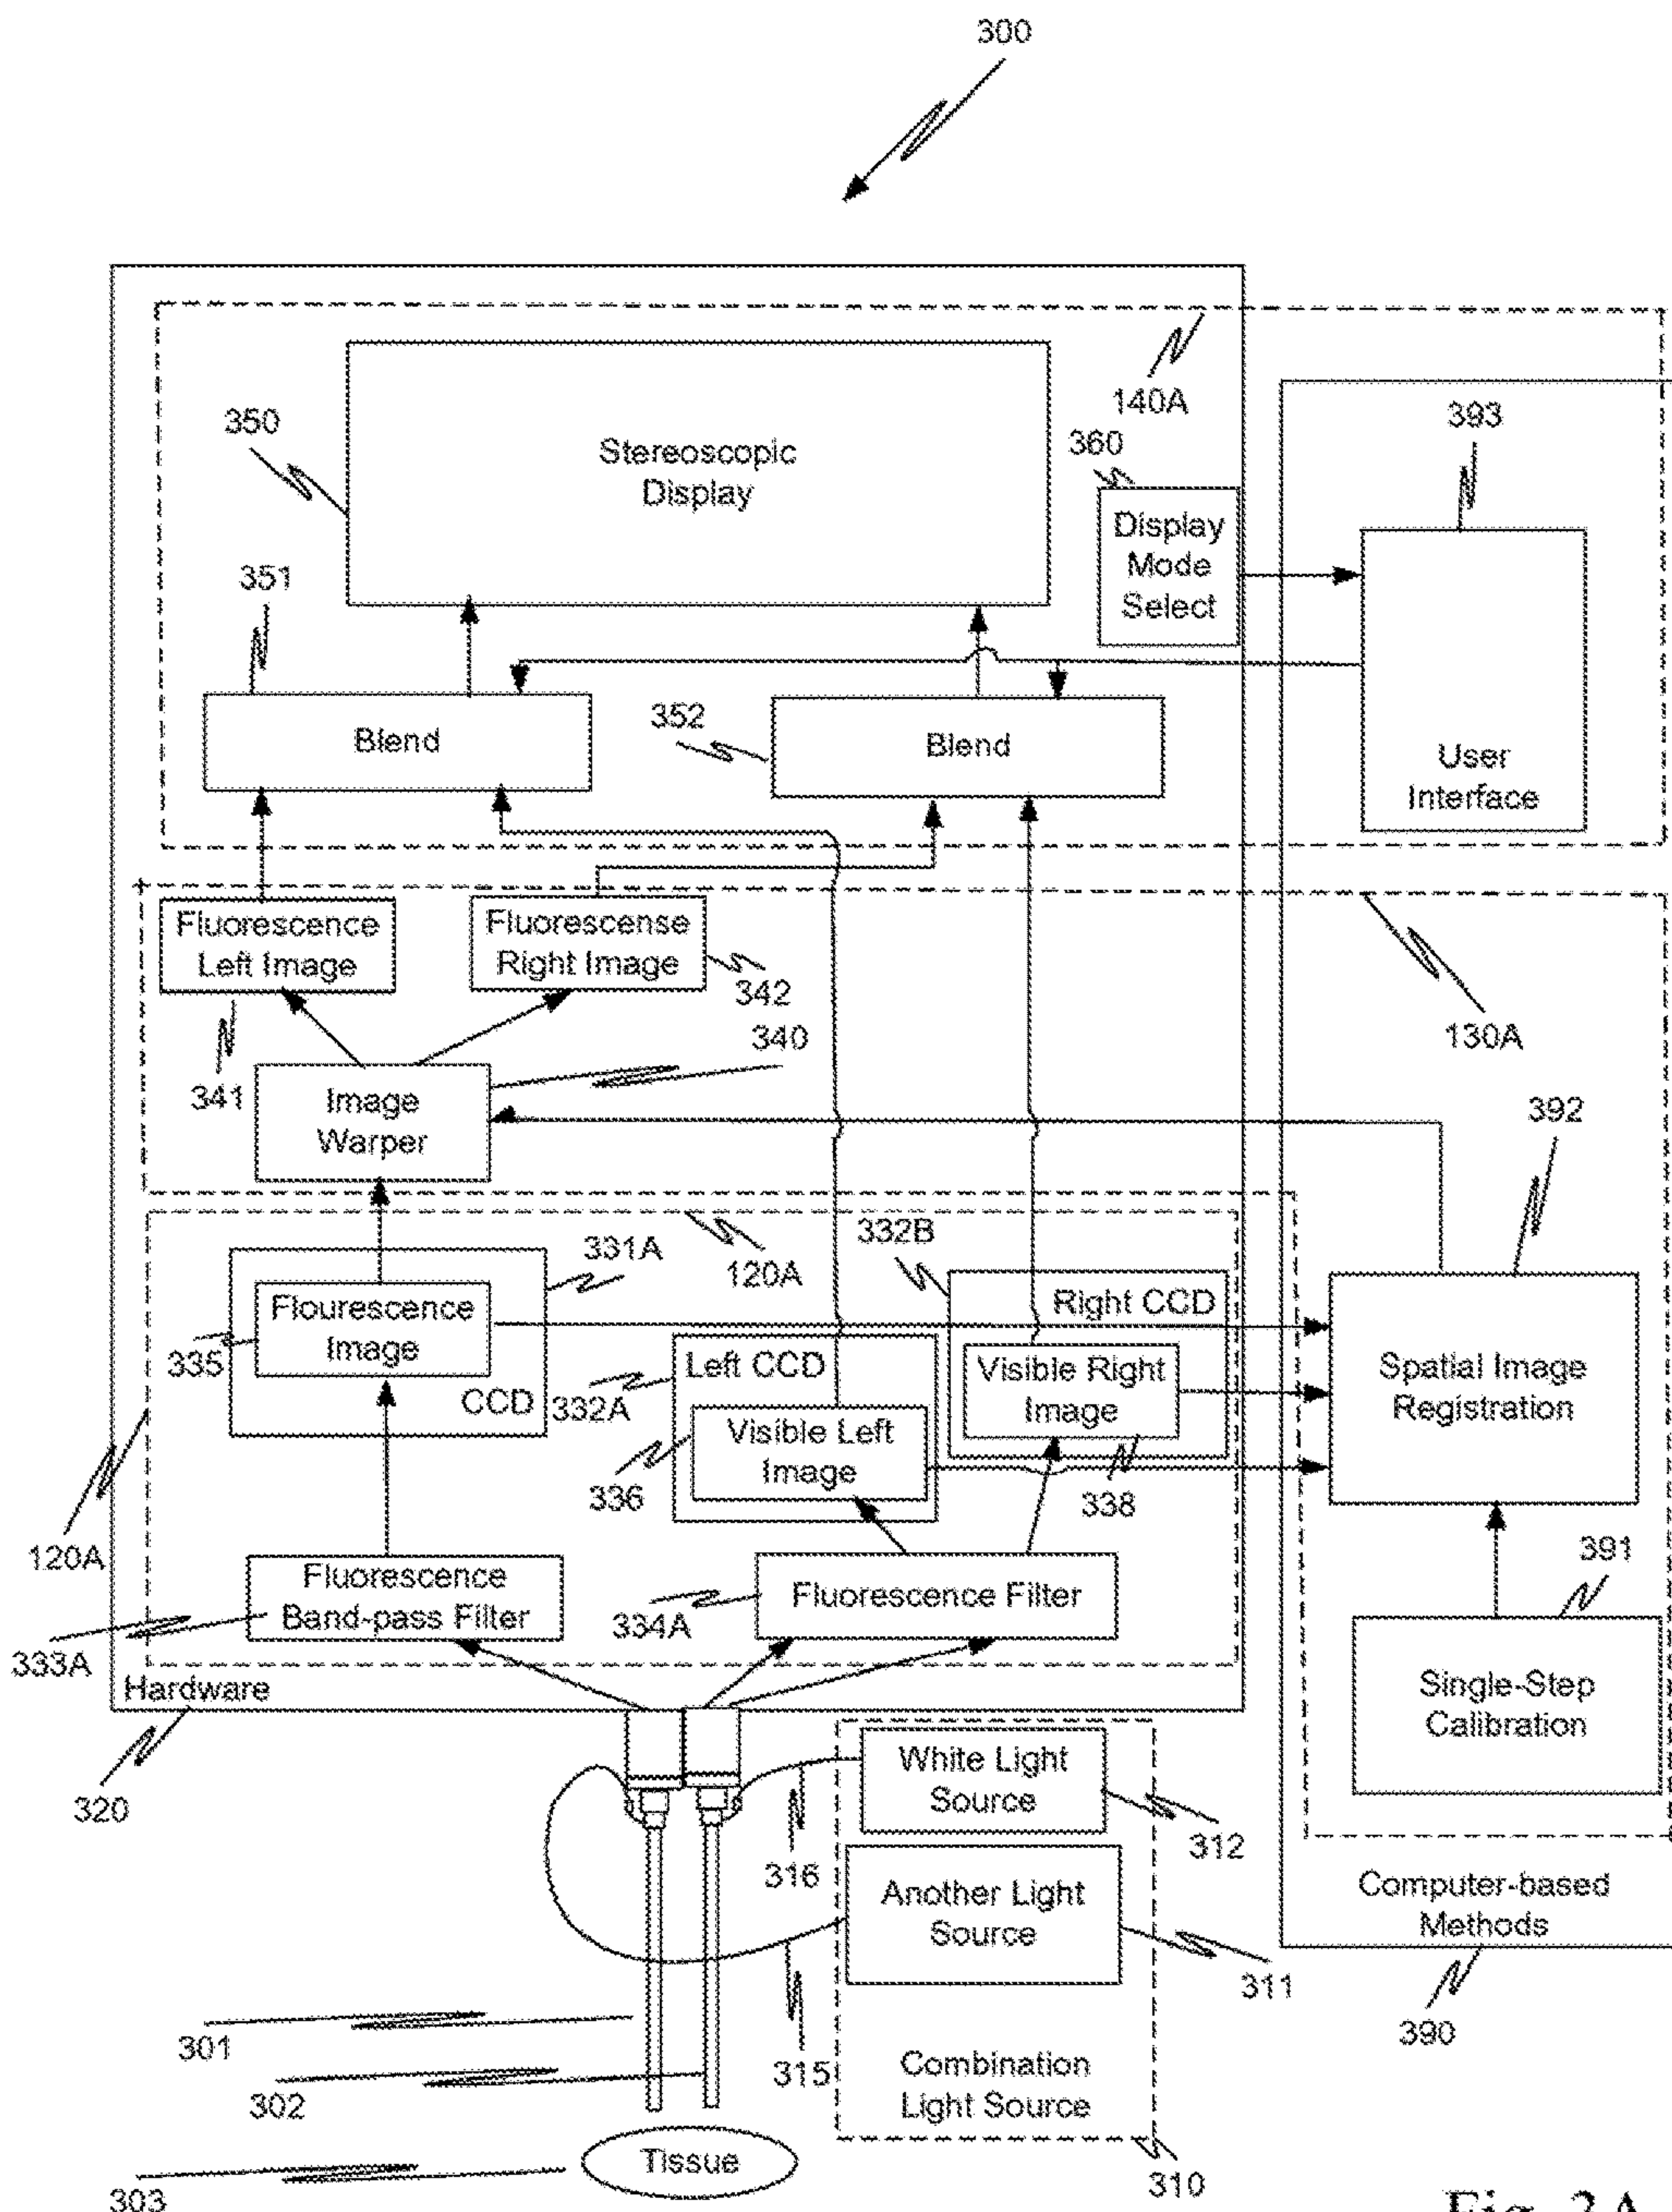 300
140A
350
Stereoscopic
Display
360
393
Display
Mode
Select
351
352
Blend
Blend
User
Interface
Fluorescence
Left Image
Fluorescense
Right Image
342
340
130A
341
Image
Warper
392
331A
120A
332B
Flourescence
Image
335
CCD
332A
Left CCD
Right CCD
Visible Right
Image
Visible Left
Image
336
338
Spatial Image
Registration
120A
391
Fluorescence
Band-pass Filter
333A
334A
Fluorescence Filter
Single-Step
Calibration
Hardware
320
White Light
Source
312
316
Another Light
Source
311
Computer-based
Methods
390
301
302
315
Combination
Light Source
310
Tissue
303
Fig. 3A